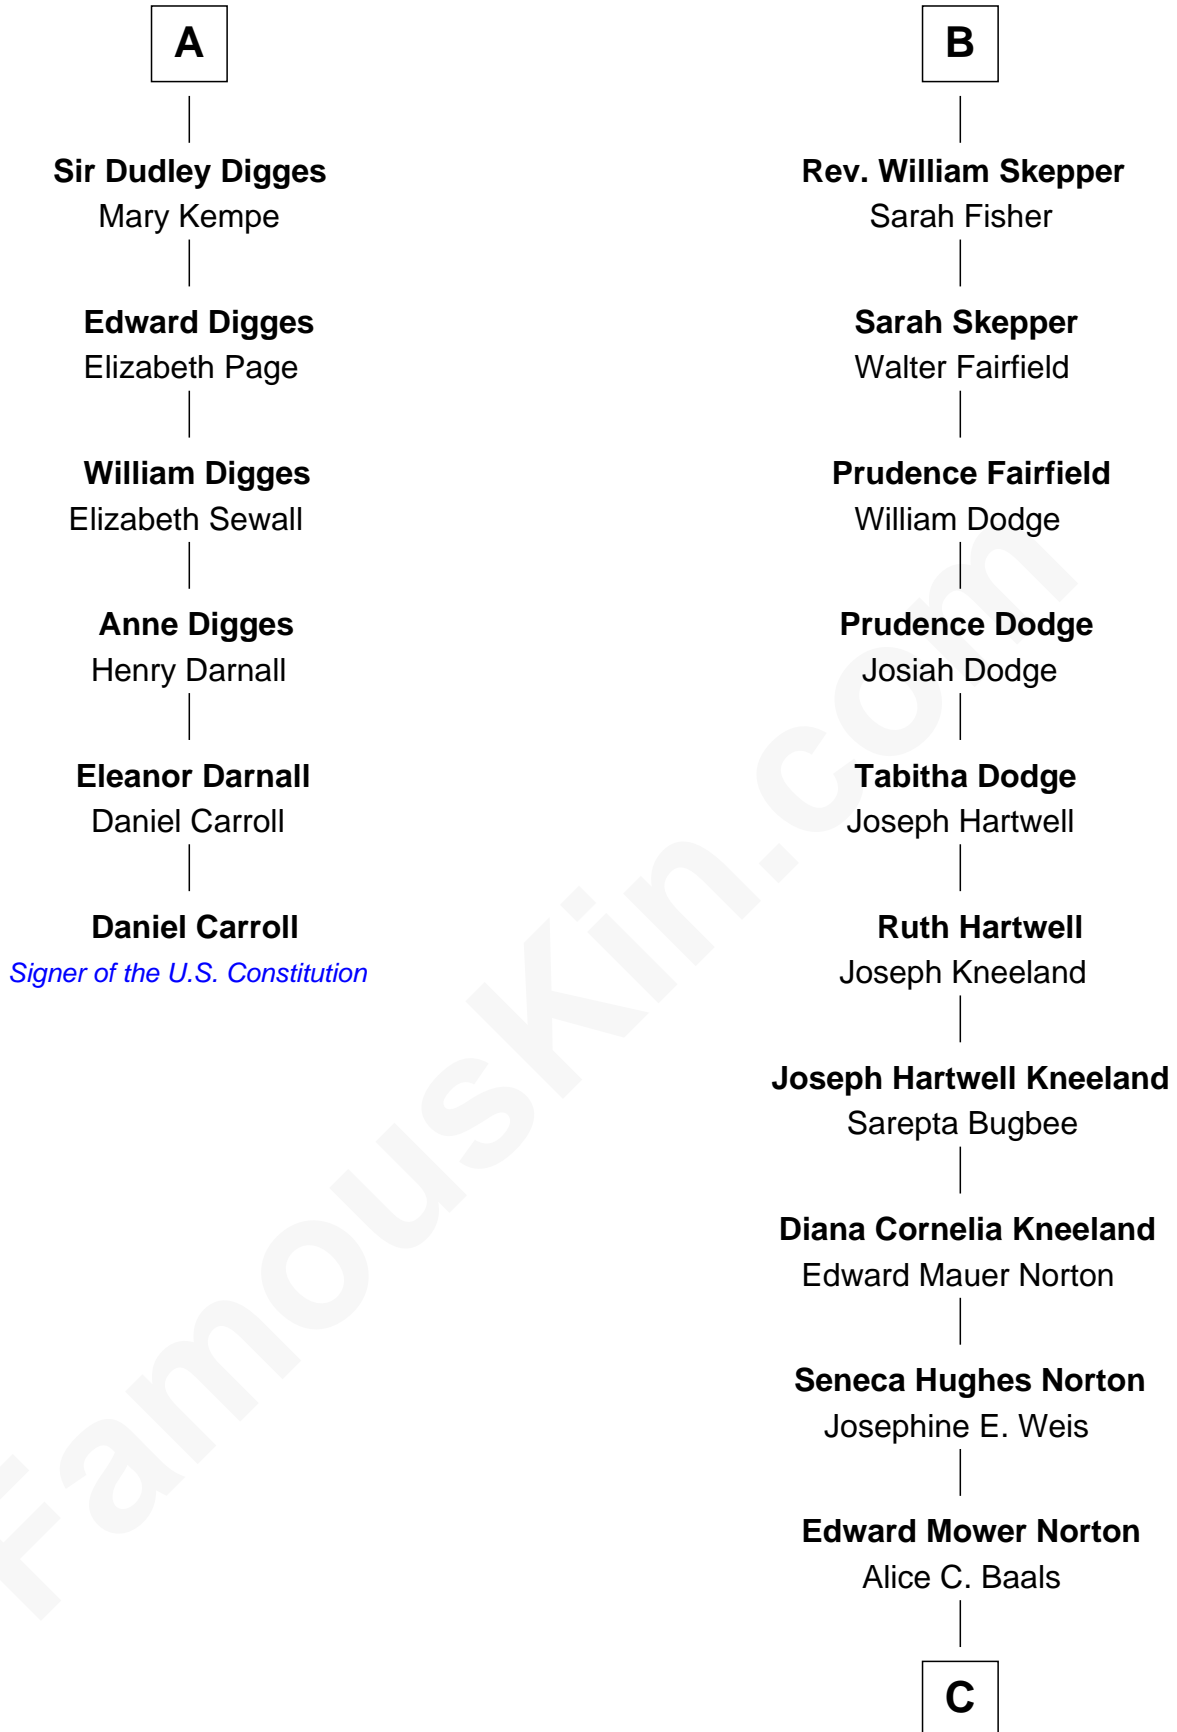 A
Sir Dudley Digges
Mary Kempe
Edward Digges
Elizabeth Page
William Digges
Elizabeth Sewall
Anne Digges
Henry Darnall
Eleanor Darnall
Daniel Carroll
Daniel Carroll
Signer of the U.S. Constitution
B
Rev. William Skepper
Sarah Fisher
Sarah Skepper
Walter Fairfield
Prudence Fairfield
William Dodge
Prudence Dodge
Josiah Dodge
Tabitha Dodge
Joseph Hartwell
Ruth Hartwell
Joseph Kneeland
Joseph Hartwell Kneeland
Sarepta Bugbee
Diana Cornelia Kneeland
Edward Mauer Norton
Seneca Hughes Norton
Josephine E. Weis
Edward Mower Norton
Alice C. Baals
C
FamousKin.com